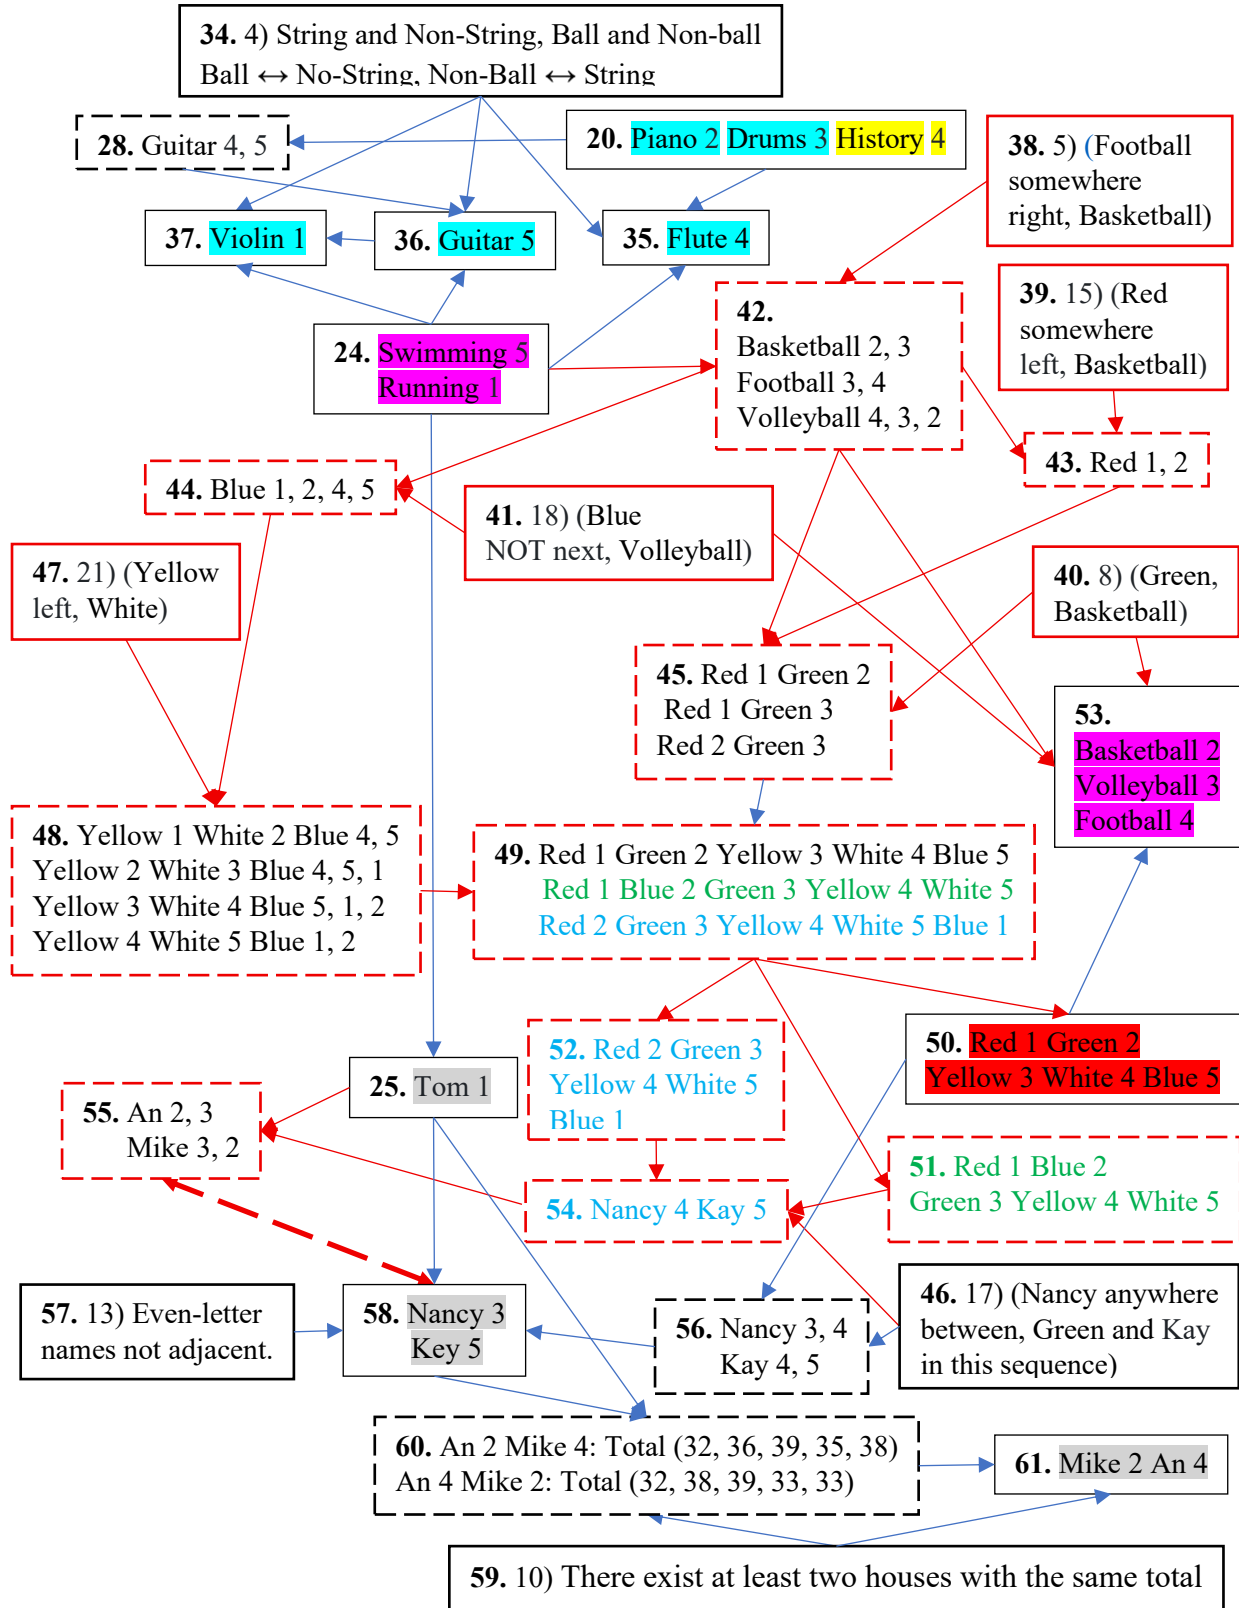 34. 4) String and Non-String, Ball and Non-ball
Ball ↔ No-String, Non-Ball ↔ String
28. Guitar 4, 5
20. Piano 2 Drums 3 History 4
38. 5) (Football
somewhere
right, Basketball)
37. Violin 1
36. Guitar 5
35. Flute 4
39. 15) (Red
somewhere
left, Basketball)
42.
Basketball 2, 3
Football 3, 4
Volleyball 4, 3, 2
24. Swimming 5
Running 1
43. Red 1, 2
44. Blue 1, 2, 4, 5
41. 18) (Blue
NOT next, Volleyball)
47. 21) (Yellow
left, White)
40. 8) (Green,
Basketball)
45. Red 1 Green 2
Red 1 Green 3
Red 2 Green 3
53.
Basketball 2
Volleyball 3
Football 4
48. Yellow 1 White 2 Blue 4, 5
Yellow 2 White 3 Blue 4, 5, 1
Yellow 3 White 4 Blue 5, 1, 2
Yellow 4 White 5 Blue 1, 2
49. Red 1 Green 2 Yellow 3 White 4 Blue 5
Red 1 Blue 2 Green 3 Yellow 4 White 5
Red 2 Green 3 Yellow 4 White 5 Blue 1
52. Red 2 Green 3
Yellow 4 White 5
Blue 1
50. Red 1 Green 2
Yellow 3 White 4 Blue 5
25. Tom 1
55. An 2, 3
Mike 3, 2
51. Red 1 Blue 2
Green 3 Yellow 4 White 5
54. Nancy 4 Kay 5
57. 13) Even-letter
names not adjacent.
58. Nancy 3
Key 5
56. Nancy 3, 4
Kay 4, 5
46. 17) (Nancy anywhere
between, Green and Kay
in this sequence)
60. An 2 Mike 4: Total (32, 36, 39, 35, 38)
An 4 Mike 2: Total (32, 38, 39, 33, 33)
61. Mike 2 An 4
59. 10) There exist at least two houses with the same total